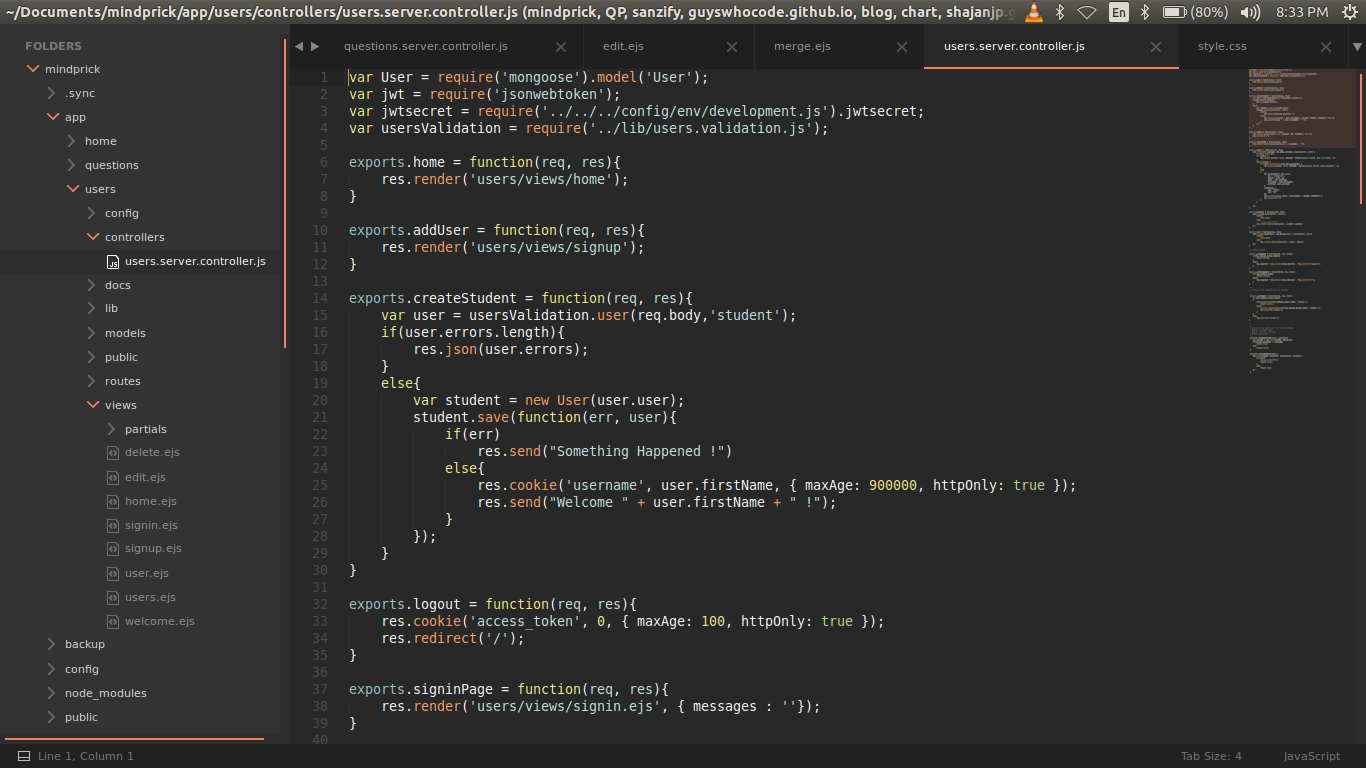 ~/Documents/mindprick/app/users/controllers/users.server.controller.js (mindprick, QP, sanzify, guyswhocode.github.io, blog, chart, shajanjp.g
En
(80%)
8:33 PM
FOLDERS
mindprick
.sync
app
home
questions
users
config
controllers
users.server.controller.js
docs
lib
models
public
routes
views
partials
delete.ejs
edit.ejs
home.ejs
signin.ejs
signup.ejs
user.ejs
users.ejs
welcome.ejs
backup
config
node_modules
public
questions.server.controller.js
edit.ejs
merge.ejs
users.server.controller.js
style.css
1 var User = require('mongoose').model('User');
2 var jwt = require('jsonwebtoken');
3 var jwtsecret = require('../../../config/env/development.js').jwtsecret;
4 var usersValidation = require('../lib/users.validation.js');
5
6 exports.home = function(req, res){
7 res.render('users/views/home');
8 }
9
10 exports.addUser = function(req, res){
11 res.render('users/views/signup');
12 }
13
14 exports.createStudent = function(req, res){
15 var user = usersValidation.user(req.body,'student');
16 if(user.errors.length){
17 res.json(user.errors);
18 }
19 else{
20 var student = new User(user.user);
21 student.save(function(err, user){
22 if(err)
23 res.send("Something Happened !")
24 else{
25 res.cookie('username', user.firstName, { maxAge: 900000, httpOnly: true });
26 res.send("Welcome " + user.firstName + " !");
27 }
28 });
29 }
30 }
31
32 exports.logout = function(req, res){
33 res.cookie('access_token', 0, { maxAge: 100, httpOnly: true });
34 res.redirect('/');
35 }
36
37 exports.signinPage = function(req, res){
38 res.render('users/views/signin.ejs', { messages : ''});
39 }
40
Line 1, Column 1
Tab Size: 4
JavaScript